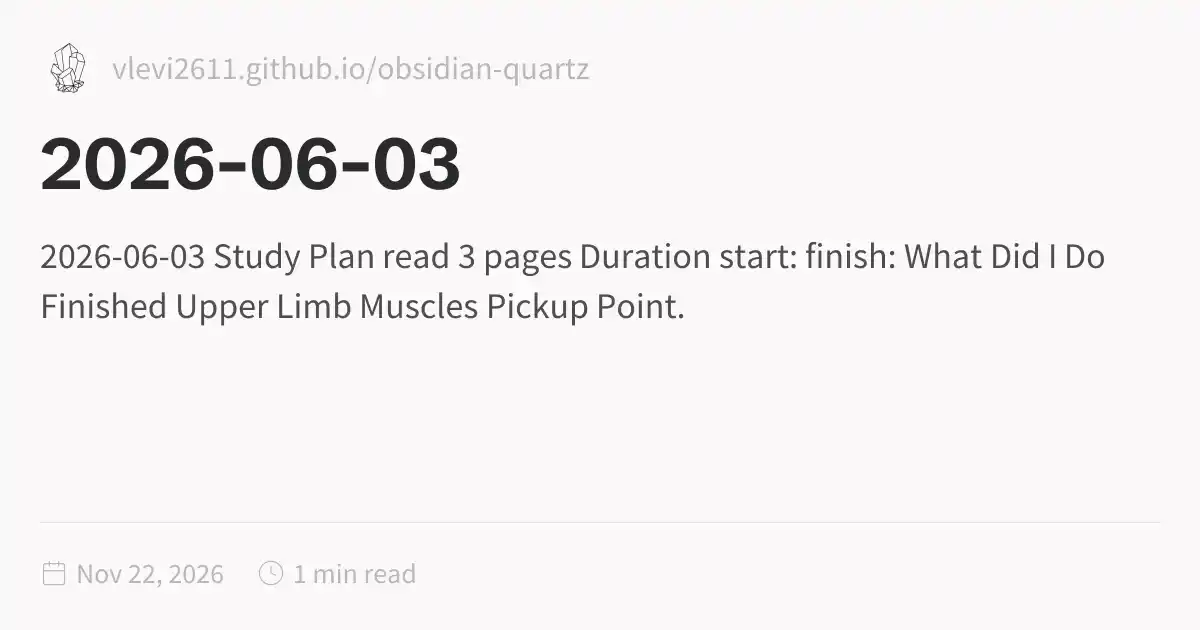 vlevi2611.github.io/obsidian-quartz
2026-06-03
2026-06-03 Study Plan read 3 pages Duration start: finish: What Did I Do
Finished Upper Limb Muscles Pickup Point.
Nov 22, 2026 1 min read